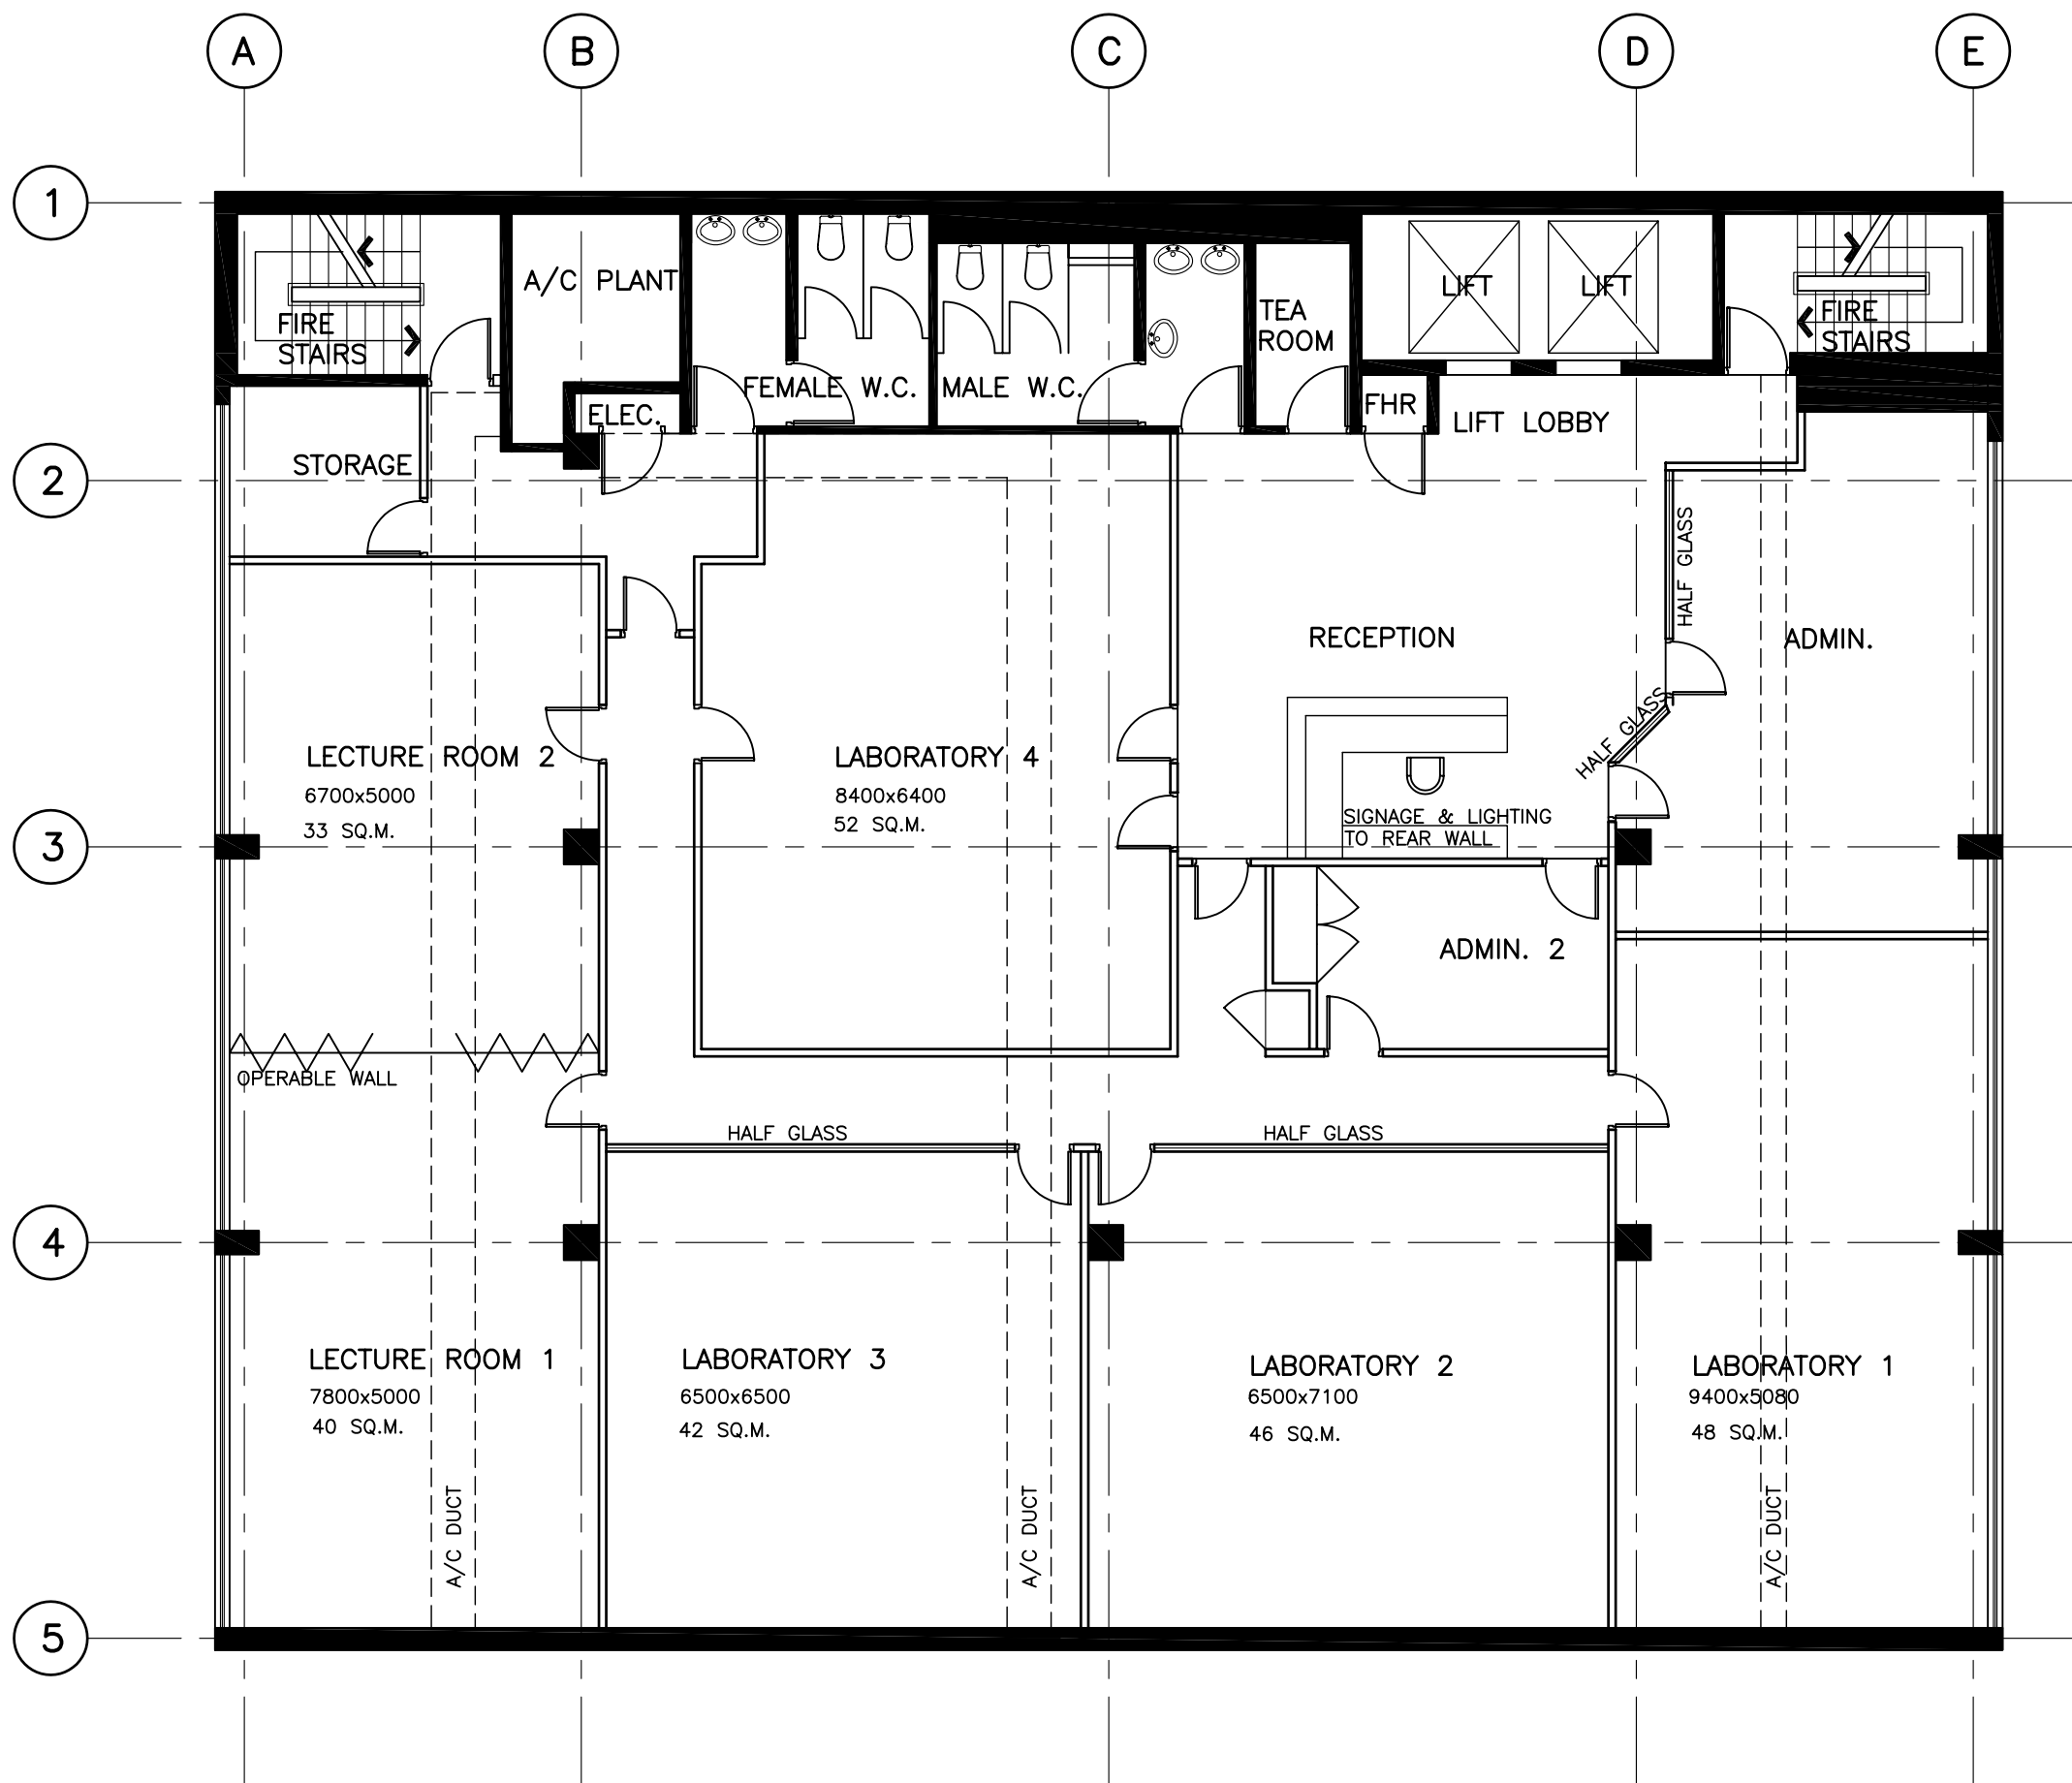 A B C D E
1
A/C PLANT
LIFT LIFT
FIRE
STAIRS
TEA
ROOM
FIRE
STAIRS
FEMALE W.C. MALE W.C.
ELEC.
FHR
LIFT LOBBY
STORAGE
2
HALF GLASS
RECEPTION
ADMIN.
HALF GLASS
LECTURE ROOM 2
6700x5000
33 SQ.M.
LABORATORY 4
8400x6400
52 SQ.M.
SIGNAGE & LIGHTING
TO REAR WALL
3
ADMIN. 2
OPERABLE WALL
HALF GLASS
HALF GLASS
4
LECTURE ROOM 1
7800x5000
40 SQ.M.
LABORATORY 3
6500x6500
42 SQ.M.
LABORATORY 2
6500x7100
46 SQ.M.
LABORATORY 1
9400x5080
48 SQ.M.
A/C DUCT
A/C DUCT
A/C DUCT
5